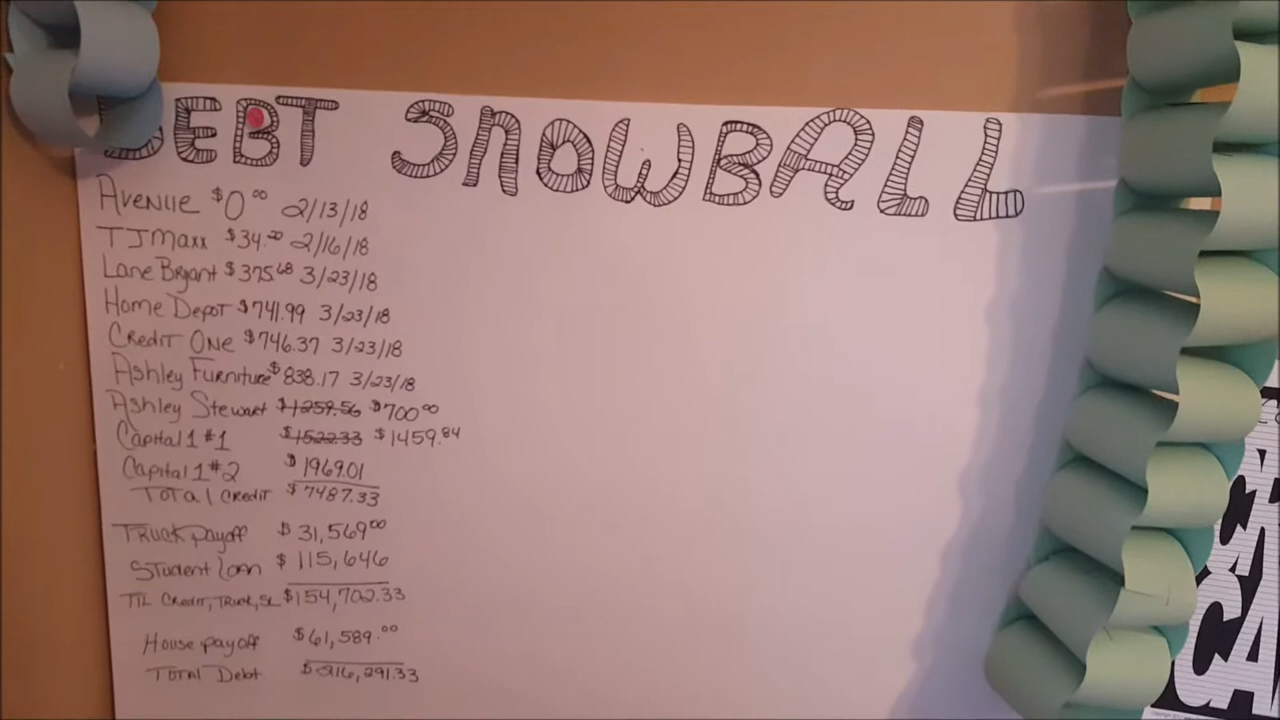 DEBT SNOWBALL
Avenue $0.00 2/13/18
TJMaxx $34.00 2/16/18
Lane Bryant $375.68 3/23/18
Home Depot $741.99 3/23/18
Credit One $746.37 3/23/18
Ashley Furniture $838.17 3/23/18
Ashley Stewart $1259.56 $700.00
Capital 1 #1 $1522.33 $1459.84
Capital 1 #2 $1969.01
Total Credit $7487.33
Truck payoff $31,569.00
Student Loan $115,646
TTL Credit, Truck, SL $154,702.33
House payoff $61,589.00
Total Debt $216,291.33